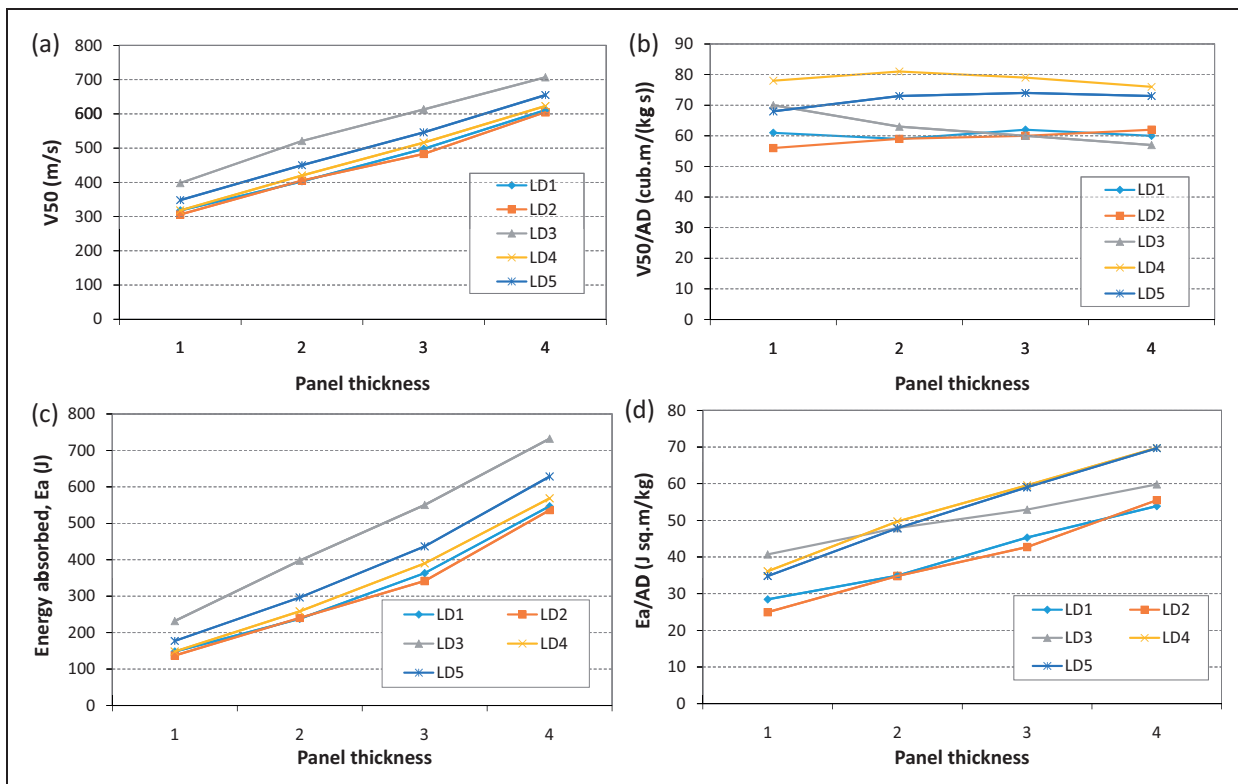 (a)
800
700
600
500
400
300
200
100
0
V50 (m/s)
LD1
LD2
LD3
LD4
LD5
1 2 3 4
Panel thickness
(b)
90
80
70
60
50
40
30
20
10
0
V50/AD (cub.m/(kg s))
LD1
LD2
LD3
LD4
LD5
1 2 3 4
Panel thickness
(c)
800
700
600
500
400
300
200
100
0
Energy absorbed, Ea (J)
LD1 LD2
LD3 LD4
LD5
1 2 3 4
Panel thickness
(d)
80
70
60
50
40
30
20
10
0
Ea/AD (J sq.m/kg)
LD1 LD2
LD3 LD4
LD5
1 2 3 4
Panel thickness